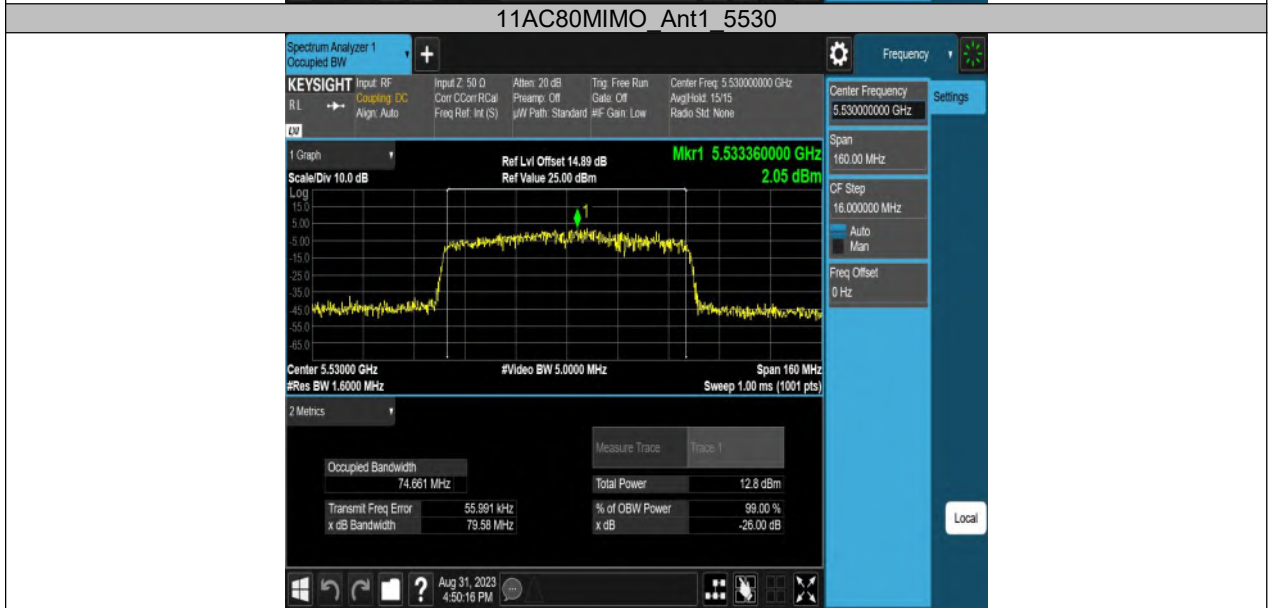 11AC80MIMO_Ant1_5530
Spectrum Analyzer 1
Occupied BW
+
Frequency
KEYSIGHT
RL
LXI
Input: RF
Coupling: DC
Align: Auto
Input Z: 50 Ω
Corr CCorr RCal
Freq Ref: Int (S)
Atten: 20 dB
Preamp: Off
µW Path: Standard
Trig: Free Run
Gate: Off
#IF Gain: Low
Center Freq: 5.530000000 GHz
Avg|Hold: 15/15
Radio Std: None
Center Frequency
5.530000000 GHz
Settings
Span
160.00 MHz
CF Step
16.000000 MHz
Auto
Man
Freq Offset
0 Hz
1 Graph
Scale/Div 10.0 dB
Ref Lvl Offset 14.89 dB
Ref Value 25.00 dBm
Mkr1 5.533360000 GHz
2.05 dBm
Log
15.0
5.00
-5.00
-15.0
-25.0
-35.0
-45.0
-55.0
-65.0
1
Center 5.53000 GHz
#Res BW 1.6000 MHz
#Video BW 5.0000 MHz
Span 160 MHz
Sweep 1.00 ms (1001 pts)
2 Metrics
Measure Trace
Trace 1
Occupied Bandwidth
74.661 MHz
Total Power
12.8 dBm
Transmit Freq Error
55.991 kHz
% of OBW Power
99.00 %
x dB Bandwidth
79.58 MHz
x dB
-26.00 dB
Local
?
Aug 31, 2023
4:50:16 PM